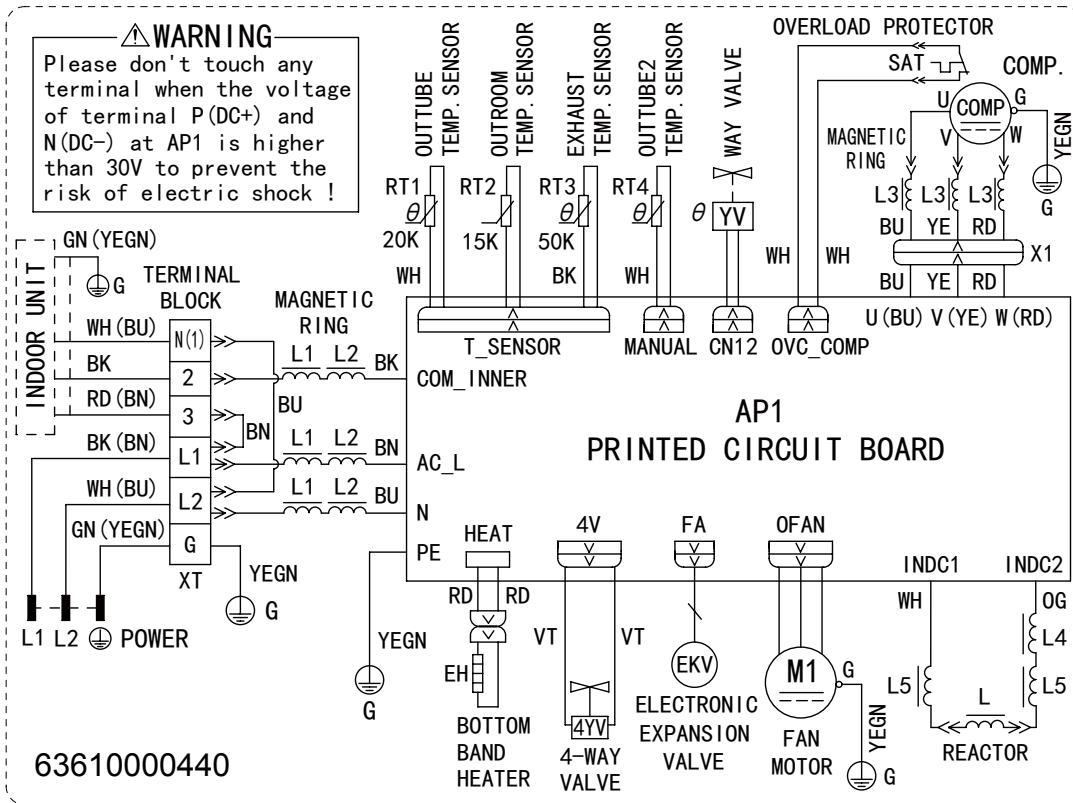 WARNING
Please don't touch any
terminal when the voltage
of terminal P(DC+) and
N(DC-) at AP1 is higher
than 30V to prevent the
risk of electric shock !
OUTTUBE
TEMP. SENSOR
OUTROOM
TEMP. SENSOR
EXHAUST
TEMP. SENSOR
OUTTUBE2
TEMP. SENSOR
WAY VALVE
OVERLOAD PROTECTOR
SAT
COMP.
U
COMP
G
V
W
YEGN
MAGNETIC
RING
G
RT1
RT2
RT3
RT4
θ
θ
θ
θ
YV
20K
15K
50K
L3
L3
L3
BU
YE
RD
WH
BK
WH
WH
WH
X1
BU
YE
RD
GN(YEGN)
G
INDOOR UNIT
TERMINAL
BLOCK
MAGNETIC
RING
U(BU) V(YE) W(RD)
T_SENSOR
MANUAL
CN12
OVC_COMP
WH(BU)
N(1)
L1
L2
BK
COM_INNER
BK
2
BU
RD(BN)
3
BN
AP1
PRINTED CIRCUIT BOARD
BK(BN)
L1
L1
L2
BN
AC_L
WH(BU)
L2
L1
L2
BU
N
GN(YEGN)
G
PE
HEAT
4V
FA
OFAN
INDC1
INDC2
XT
YEGN
G
L1
L2
POWER
YEGN
G
RD
RD
EH
BOTTOM
BAND
HEATER
VT
VT
4YV
4-WAY
VALVE
EKV
ELECTRONIC
EXPANSION
VALVE
M1
G
YEGN
G
FAN
MOTOR
WH
OG
L4
L5
L5
L
REACTOR
63610000440